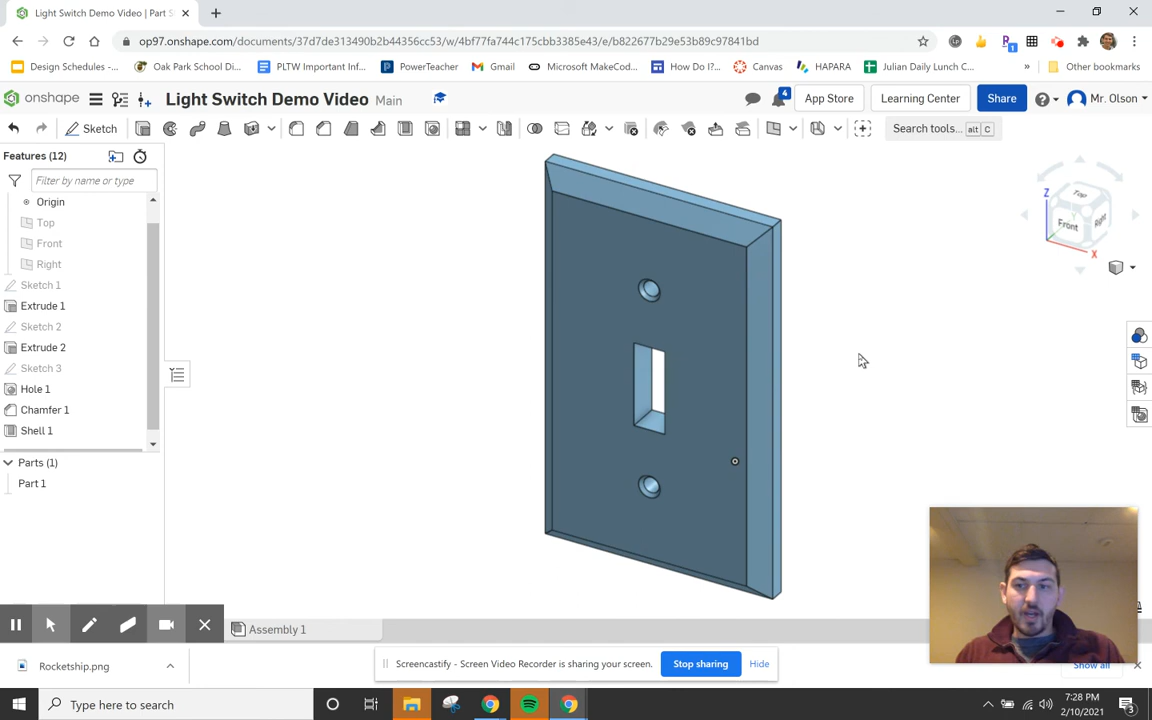 Light Switch Demo Video | Part S
op97.onshape.com/documents/37d7de313490b2b44356cc53/w/4bf77fa744c175cbb3385e43/e/b822677b29e53b89c97841bd
Design Schedules -...
Oak Park School Di...
PLTW Important Inf...
PowerTeacher
Gmail
Microsoft MakeCod...
How Do I?...
Canvas
HAPARA
Julian Daily Lunch C...
»
Other bookmarks
onshape
Light Switch Demo Video Main
4
App Store
Learning Center
Share
Mr. Olson
Sketch
Search tools... alt C
Features (12)
Filter by name or type
Origin
Top
Front
Right
Sketch 1
Extrude 1
Sketch 2
Extrude 2
Sketch 3
Hole 1
Chamfer 1
Shell 1
Parts (1)
Part 1
Z
Top
Front
Right
X
Assembly 1
Rocketship.png
Screencastify - Screen Video Recorder is sharing your screen.
Stop sharing
Hide
Show all
Type here to search
7:28 PM
2/10/2021
3